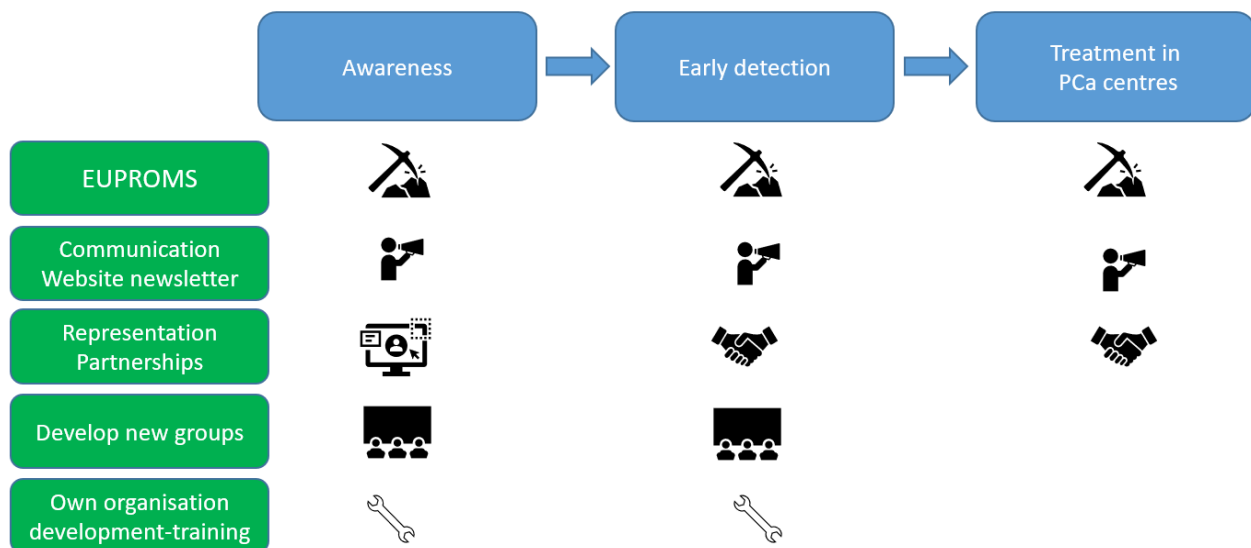 Awareness
Early detection
Treatment in
PCa centres
EUPROMS
Communication
Website newsletter
Representation
Partnerships
Develop new groups
Own organisation
development-training